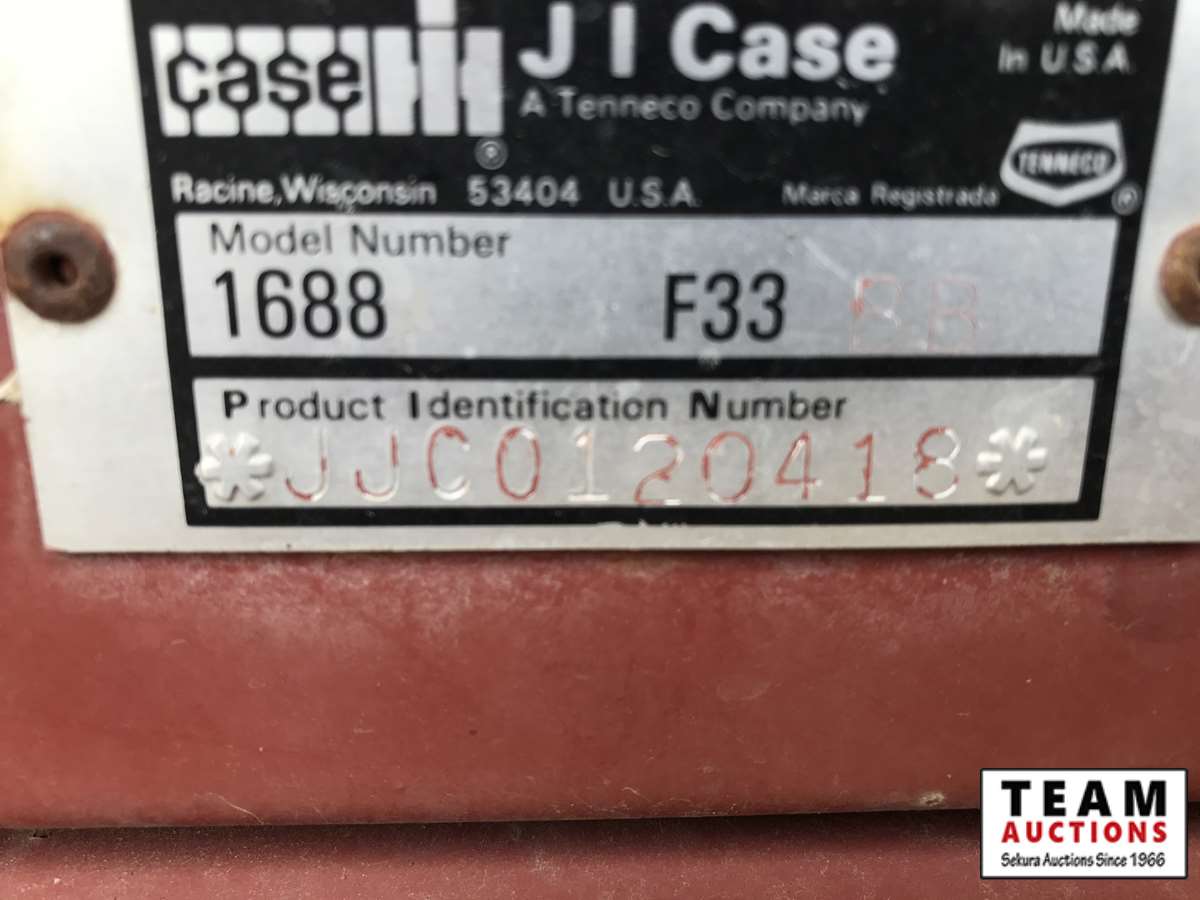 case IH
J I Case
A Tenneco Company
Made
In U.S.A.
TENNECO
®
®
Racine, Wisconsin 53404 U.S.A.
Marca Registrada
Model Number
1688 F33
Product Identification Number
*JJC0120418*
TEAM
AUCTIONS
Sekura Auctions Since 1966